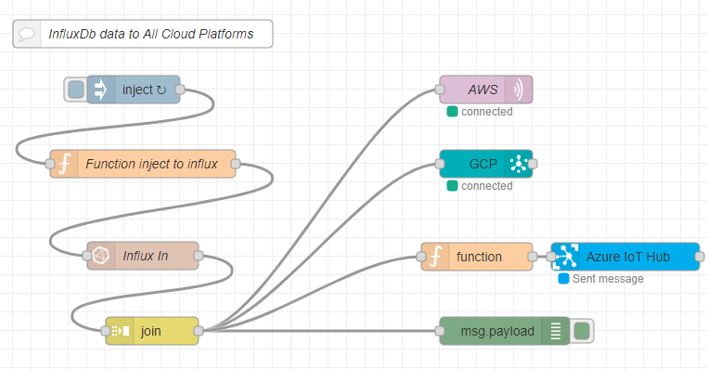 InfluxDb data to All Cloud Platforms
inject ↻
AWS
connected
Function inject to influx
GCP
connected
Influx In
function
Azure IoT Hub
Sent message
join
msg.payload